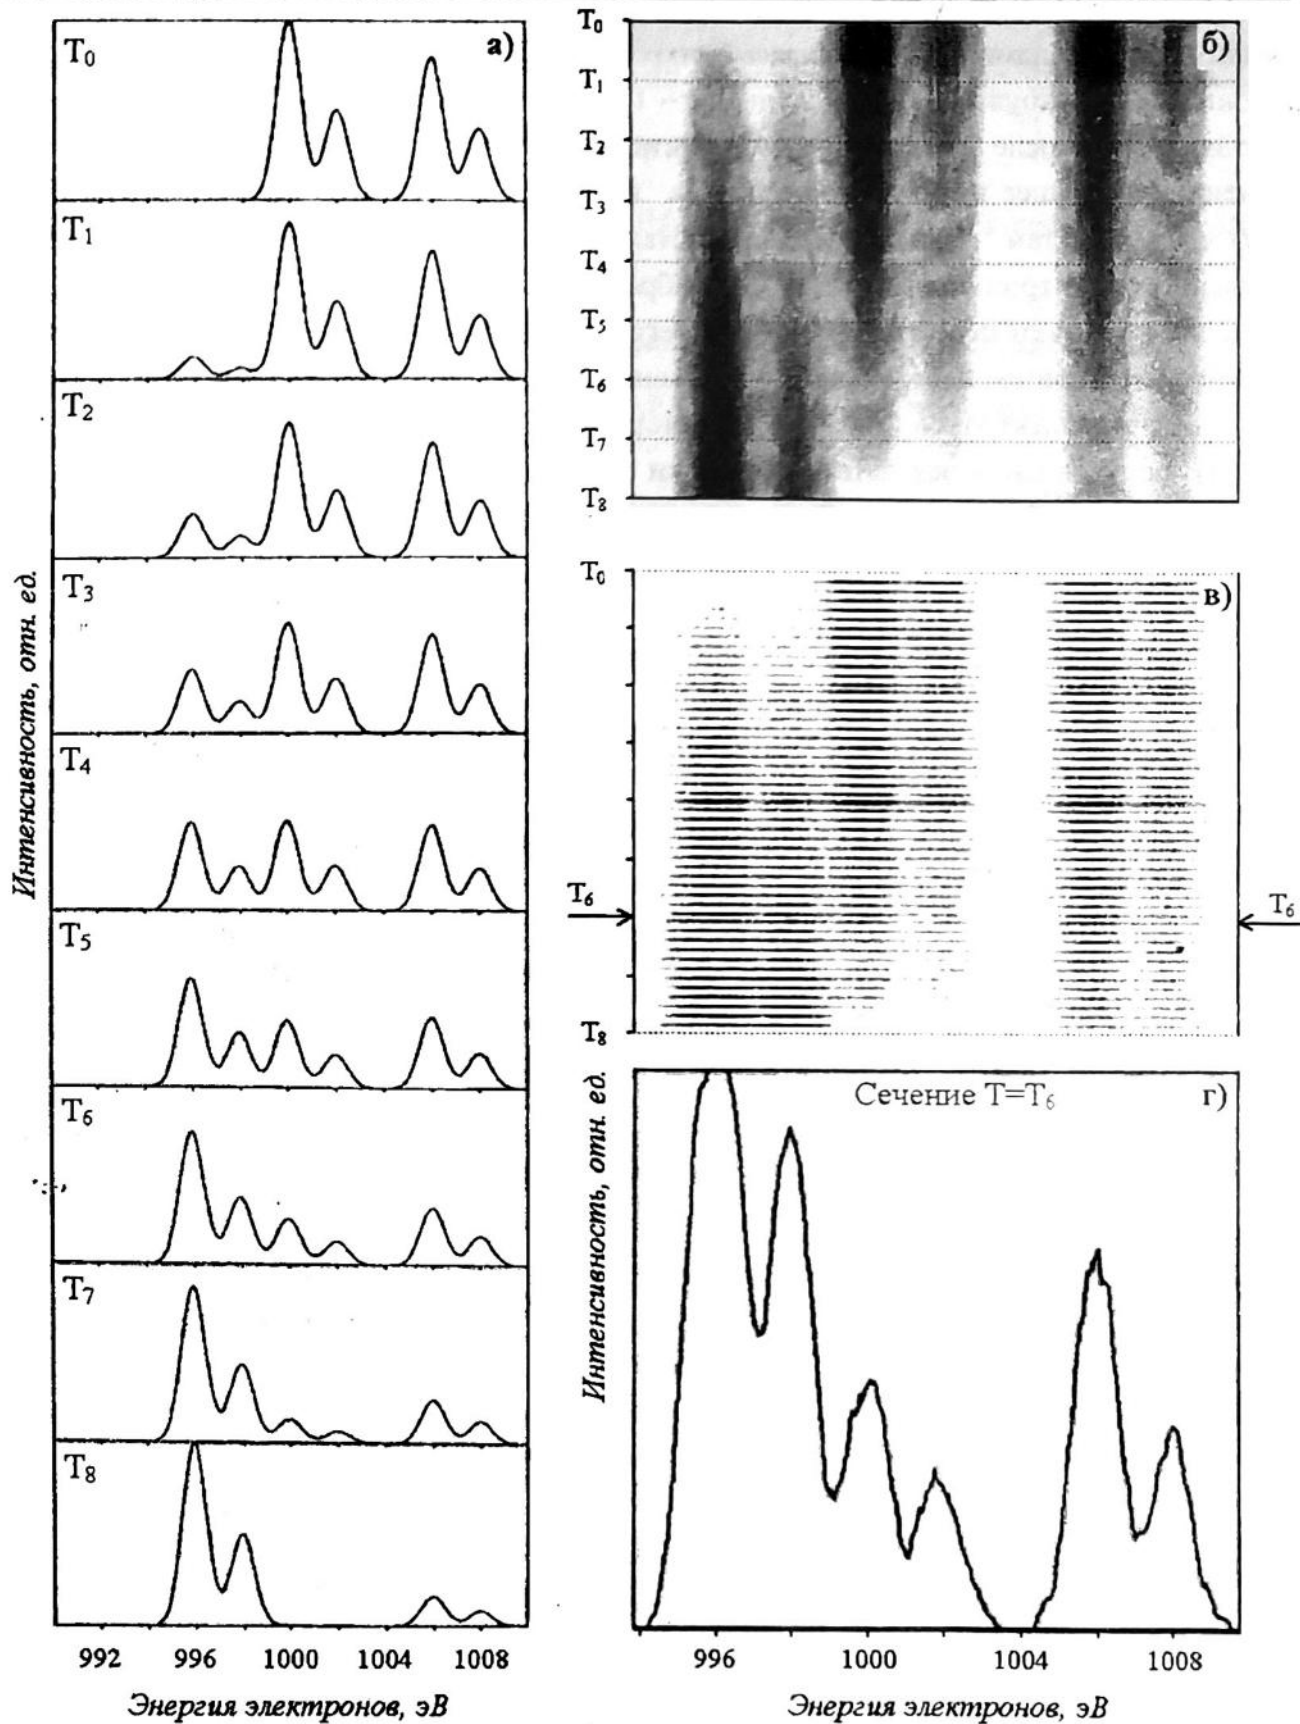 а)
T₀
T₁
T₂
T₃
T₄
T₅
T₆
T₇
T₈
Интенсивность, отн. ед.
992 996 1000 1004 1008
Энергия электронов, эВ
б)
T₀
T₁
T₂
T₃
T₄
T₅
T₆
T₇
T₈
в)
T₀
T₆
T₆
T₈
Сечение T=T₆
г)
Интенсивность, отн. ед.
996 1000 1004 1008
Энергия электронов, эВ